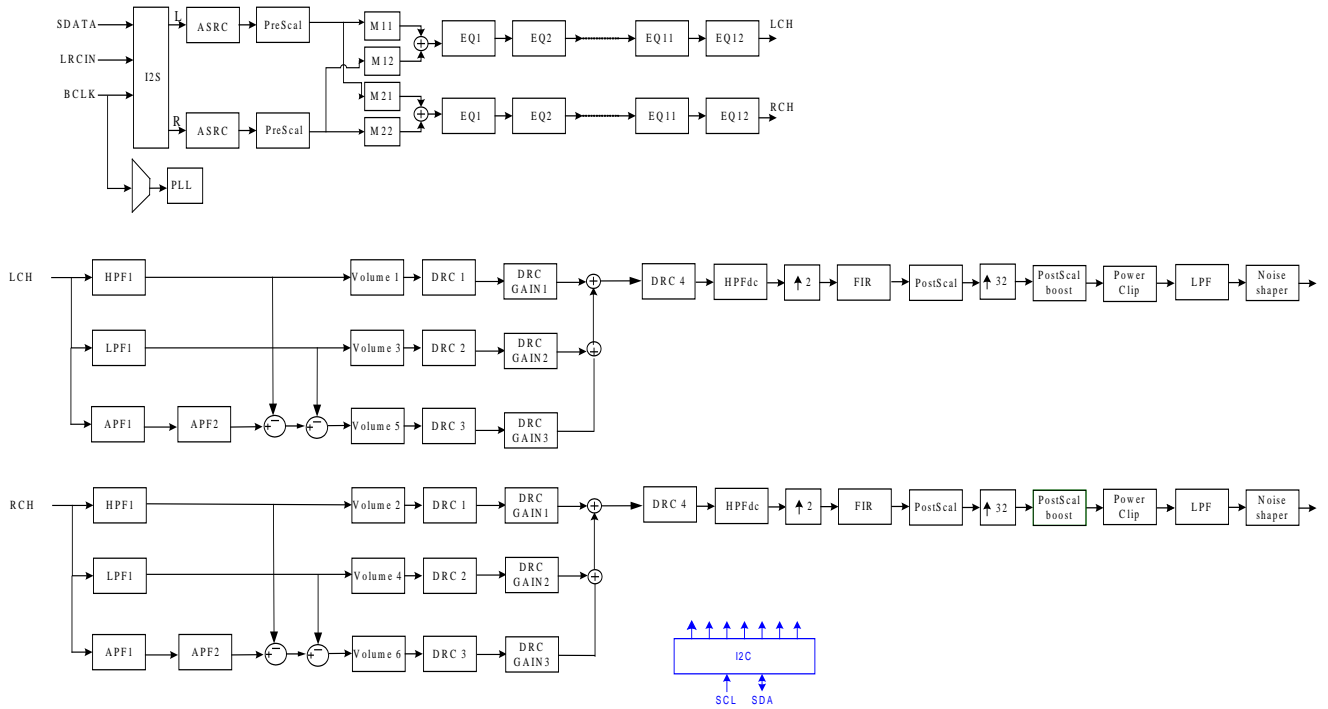 SDATA
LRCIN
BCLK
I2S
L
R
ASRC
PreScal
ASRC
PreScal
M11
M12
M21
M22
+
+
EQ1
EQ2
EQ11
EQ12
LCH
EQ1
EQ2
EQ11
EQ12
RCH
PLL
LCH
HPF1
Volume 1
DRC 1
DRC
GAIN1
+
DRC 4
HPFdc
↑ 2
FIR
PostScal
↑ 32
PostScal
boost
Power
Clip
LPF
Noise
shaper
LPF1
Volume 3
DRC 2
DRC
GAIN2
+
APF1
APF2
+ −
+ −
Volume 5
DRC 3
DRC
GAIN3
RCH
HPF1
Volume 2
DRC 1
DRC
GAIN1
+
DRC 4
HPFdc
↑ 2
FIR
PostScal
↑ 32
PostScal
boost
Power
Clip
LPF
Noise
shaper
LPF1
Volume 4
DRC 2
DRC
GAIN2
+
APF1
APF2
+ −
+ −
Volume 6
DRC 3
DRC
GAIN3
I2C
SCL
SDA